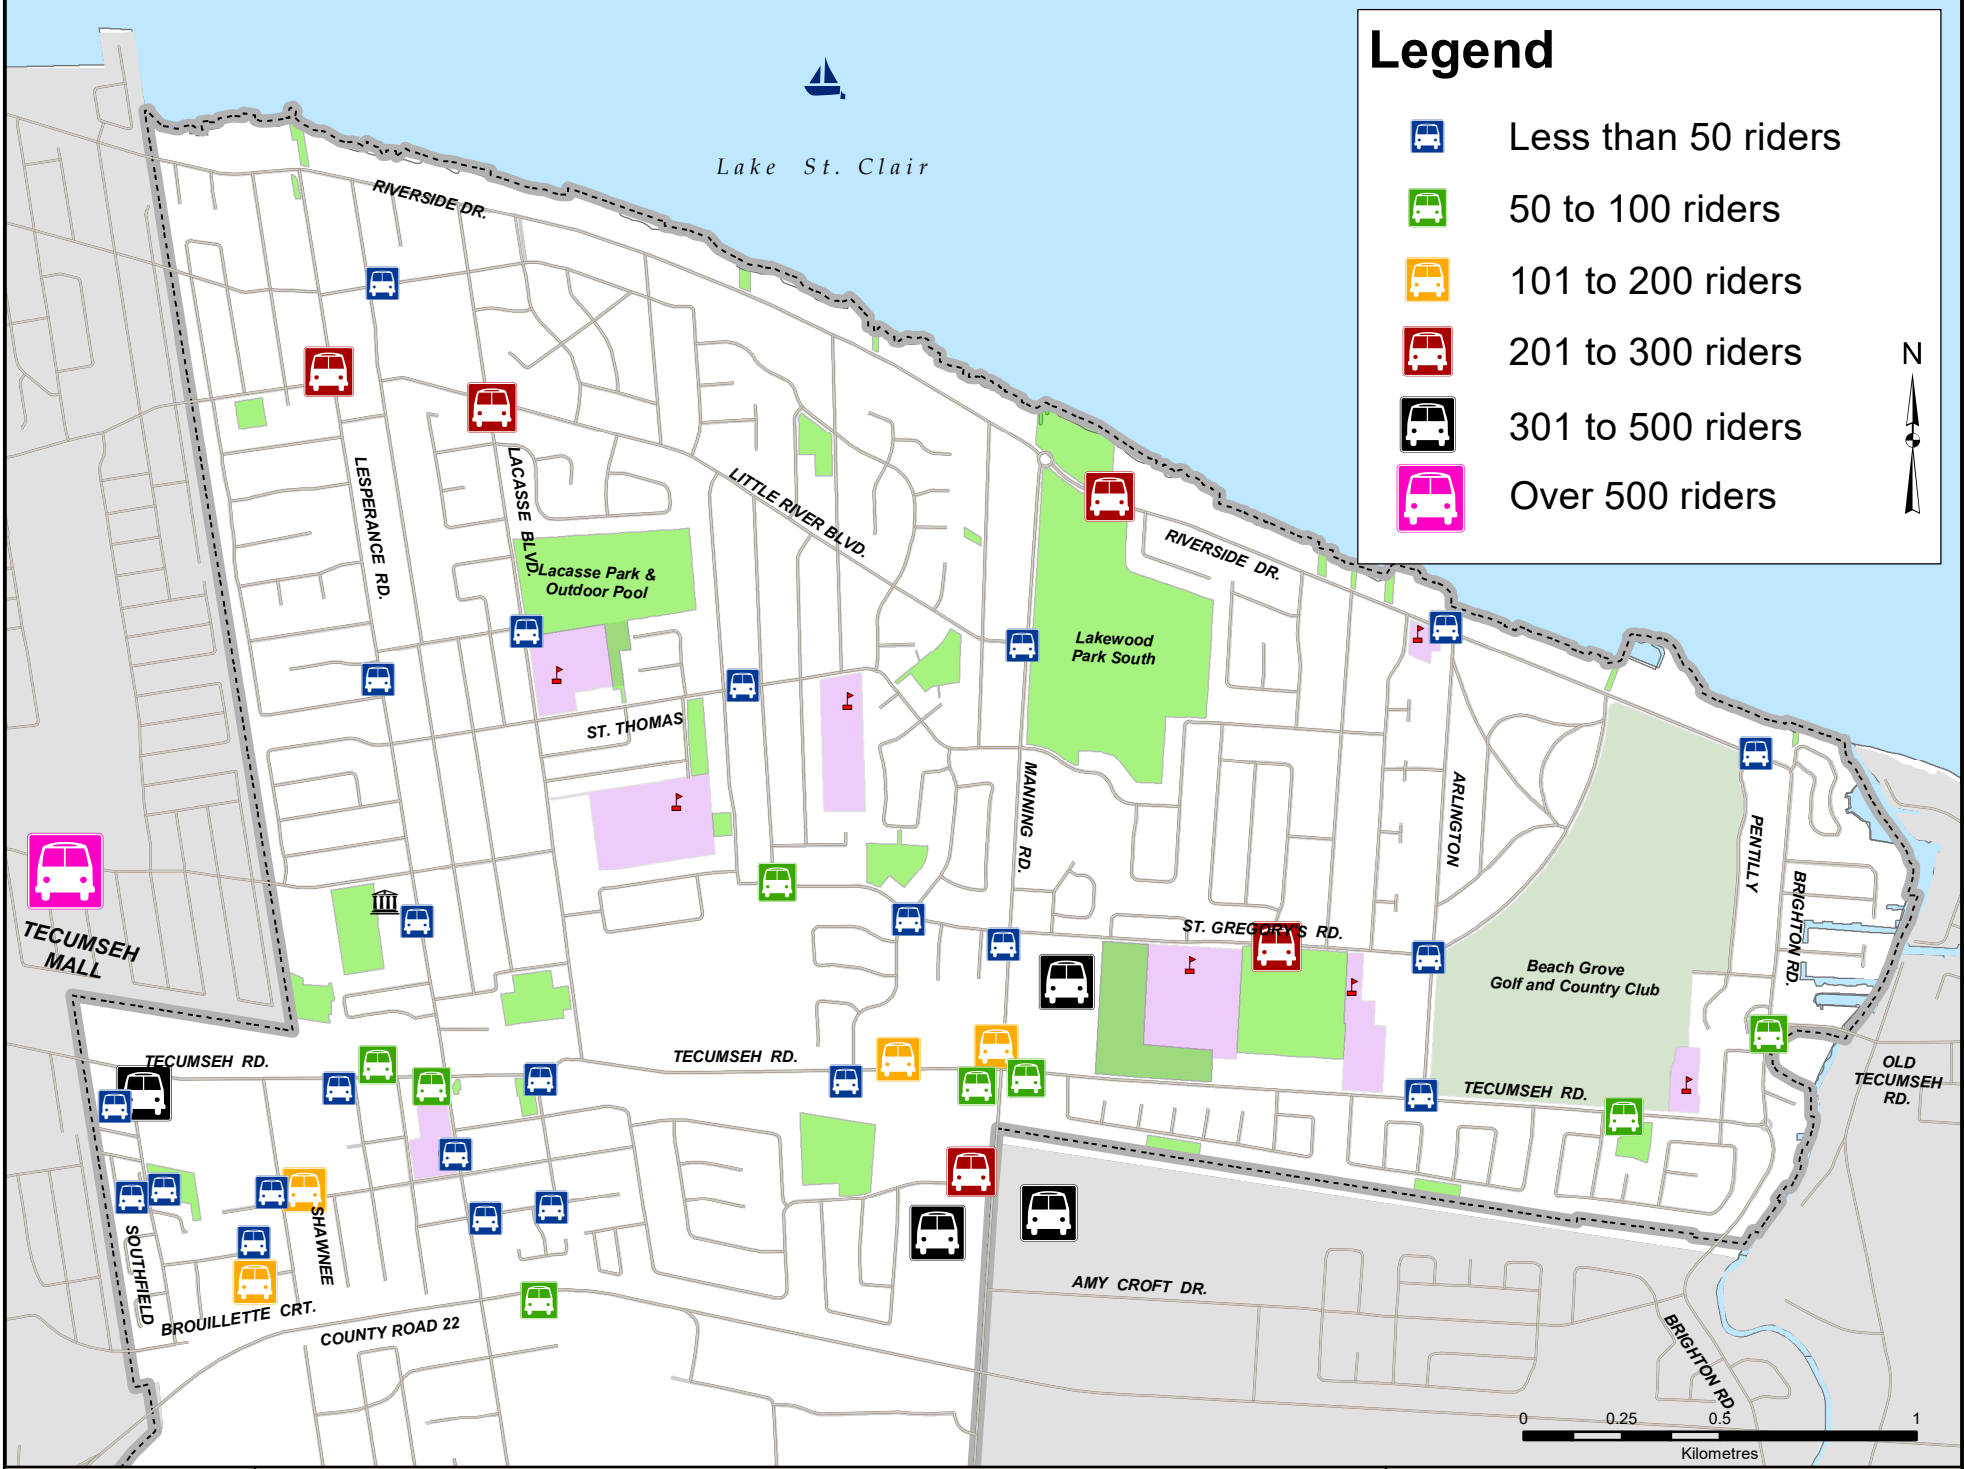 Legend
Less than 50 riders
50 to 100 riders
101 to 200 riders
201 to 300 riders
301 to 500 riders
Over 500 riders
N
Lake St. Clair
RIVERSIDE DR.
LESPERANCE RD.
LACASSE BLVD.
LITTLE RIVER BLVD.
RIVERSIDE DR.
Lacasse Park &
Outdoor Pool
Lakewood
Park South
ST. THOMAS
MANNING RD.
ARLINGTON
PENTILLY
BRIGHTON RD.
TECUMSEH
MALL
ST. GREGORY'S RD.
Beach Grove
Golf and Country Club
TECUMSEH RD.
TECUMSEH RD.
TECUMSEH RD.
OLD
TECUMSEH
RD.
SOUTHFIELD
SHAWNEE
BROUILLETTE CRT.
COUNTY ROAD 22
AMY CROFT DR.
BRIGHTON RD.
0 0.25 0.5 1
Kilometres